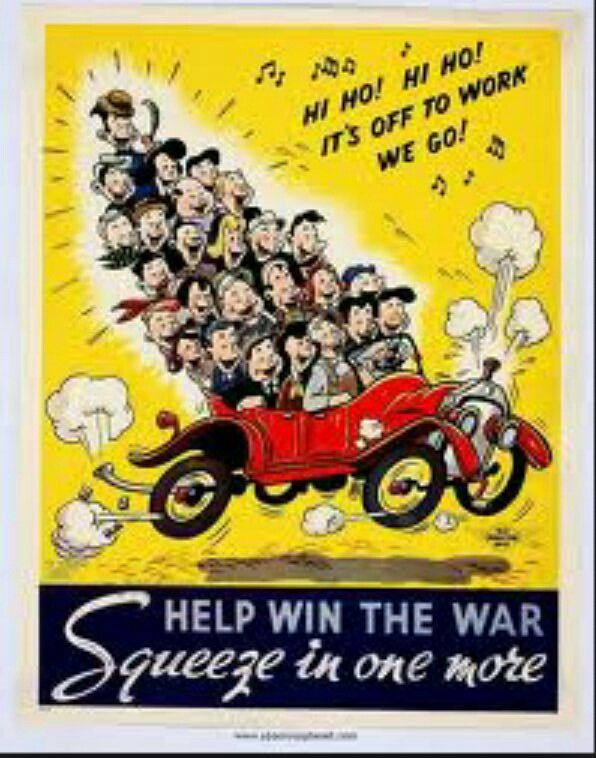 HI HO! HI HO!
IT'S OFF TO WORK
WE GO!
HELP WIN THE WAR
Squeeze in one more